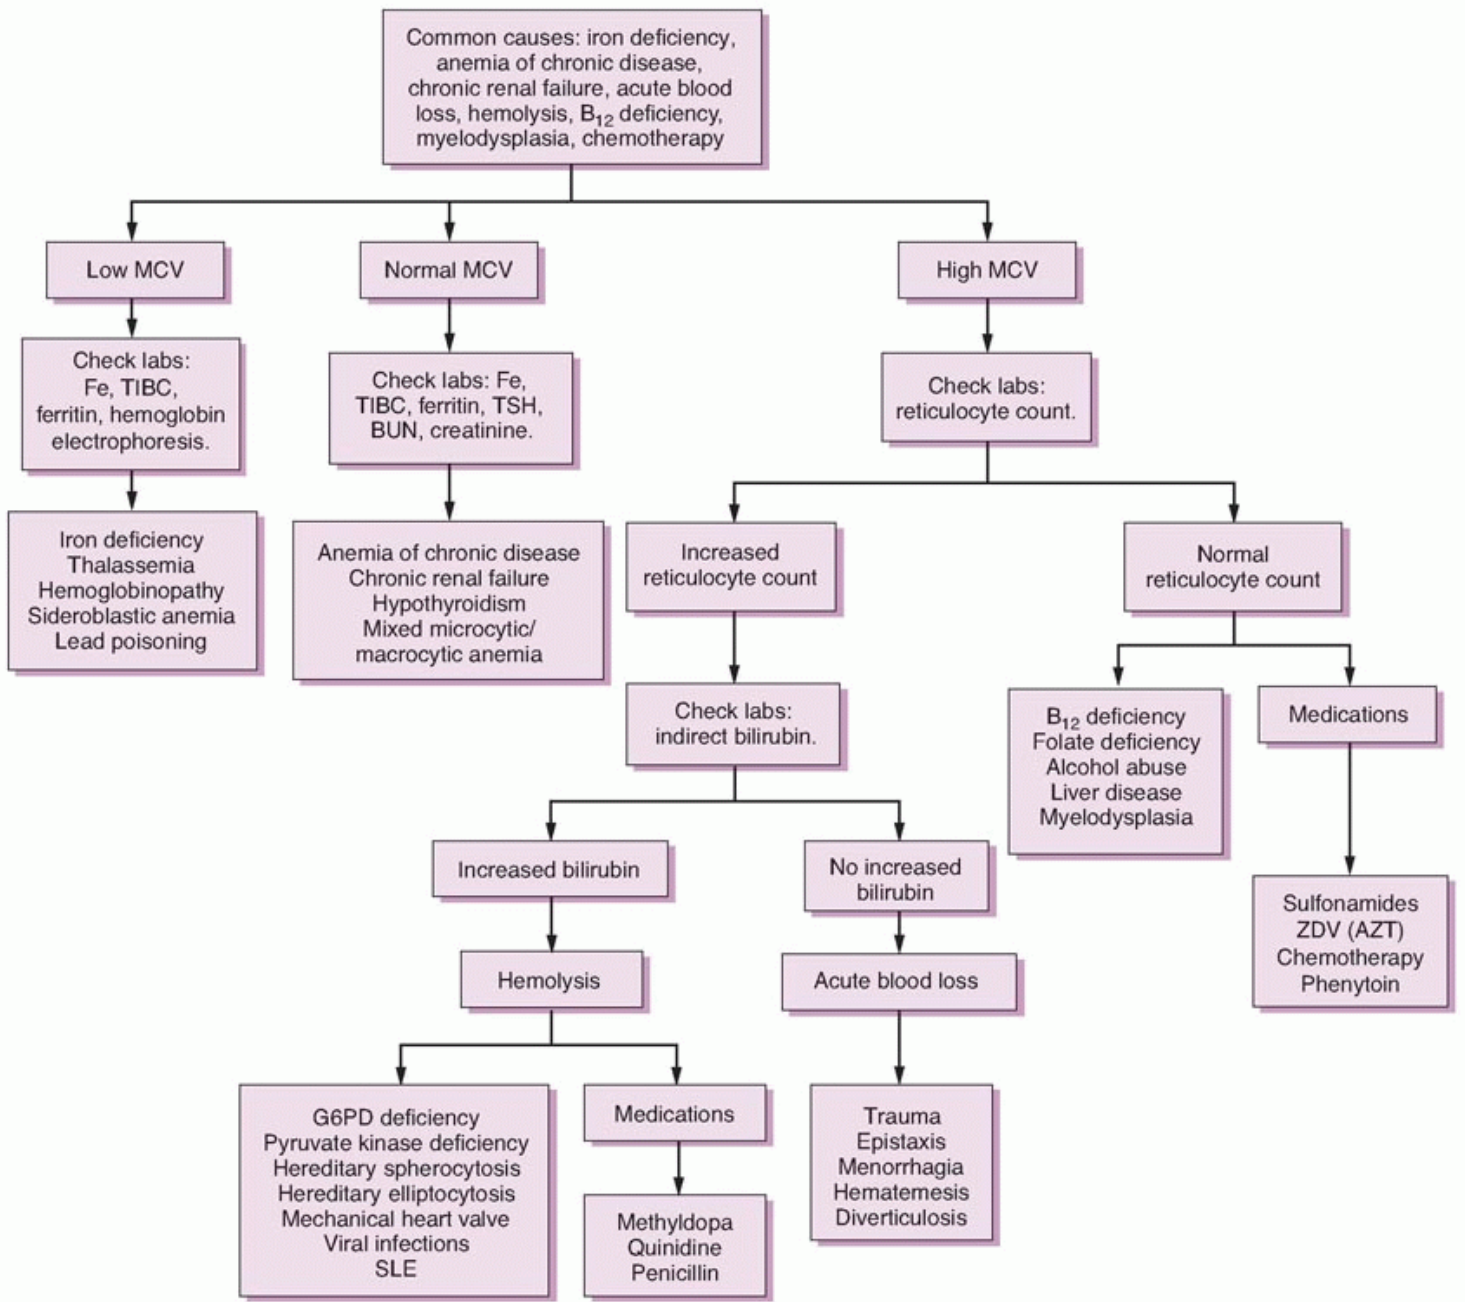 Common causes: iron deficiency,
anemia of chronic disease,
chronic renal failure, acute blood
loss, hemolysis, B12 deficiency,
myelodysplasia, chemotherapy
Low MCV
Normal MCV
High MCV
Check labs:
Fe, TIBC,
ferritin, hemoglobin
electrophoresis.
Check labs: Fe,
TIBC, ferritin, TSH,
BUN, creatinine.
Check labs:
reticulocyte count.
Iron deficiency
Thalassemia
Hemoglobinopathy
Sideroblastic anemia
Lead poisoning
Anemia of chronic disease
Chronic renal failure
Hypothyroidism
Mixed microcytic/
macrocytic anemia
Increased
reticulocyte count
Normal
reticulocyte count
Check labs:
indirect bilirubin.
B12 deficiency
Folate deficiency
Alcohol abuse
Liver disease
Myelodysplasia
Medications
Increased bilirubin
No increased
bilirubin
Sulfonamides
ZDV (AZT)
Chemotherapy
Phenytoin
Hemolysis
Acute blood loss
G6PD deficiency
Pyruvate kinase deficiency
Hereditary spherocytosis
Hereditary elliptocytosis
Mechanical heart valve
Viral infections
SLE
Medications
Methyldopa
Quinidine
Penicillin
Trauma
Epistaxis
Menorrhagia
Hematemesis
Diverticulosis